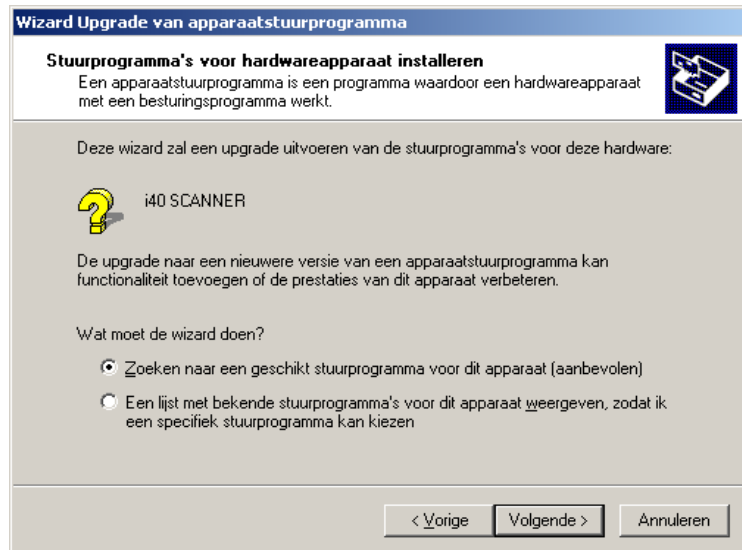 Wizard Upgrade van apparaatstuurprogramma
Stuurprogramma's voor hardwareapparaat installeren
Een apparaatstuurprogramma is een programma waardoor een hardwareapparaat
met een besturingsprogramma werkt.
Deze wizard zal een upgrade uitvoeren van de stuurprogramma's voor deze hardware:
i40 SCANNER
De upgrade naar een nieuwere versie van een apparaatstuurprogramma kan
functionaliteit toevoegen of de prestaties van dit apparaat verbeteren.
Wat moet de wizard doen?
Zoeken naar een geschikt stuurprogramma voor dit apparaat (aanbevolen)
Een lijst met bekende stuurprogramma's voor dit apparaat weergeven, zodat ik
een specifiek stuurprogramma kan kiezen
< Vorige
Volgende >
Annuleren